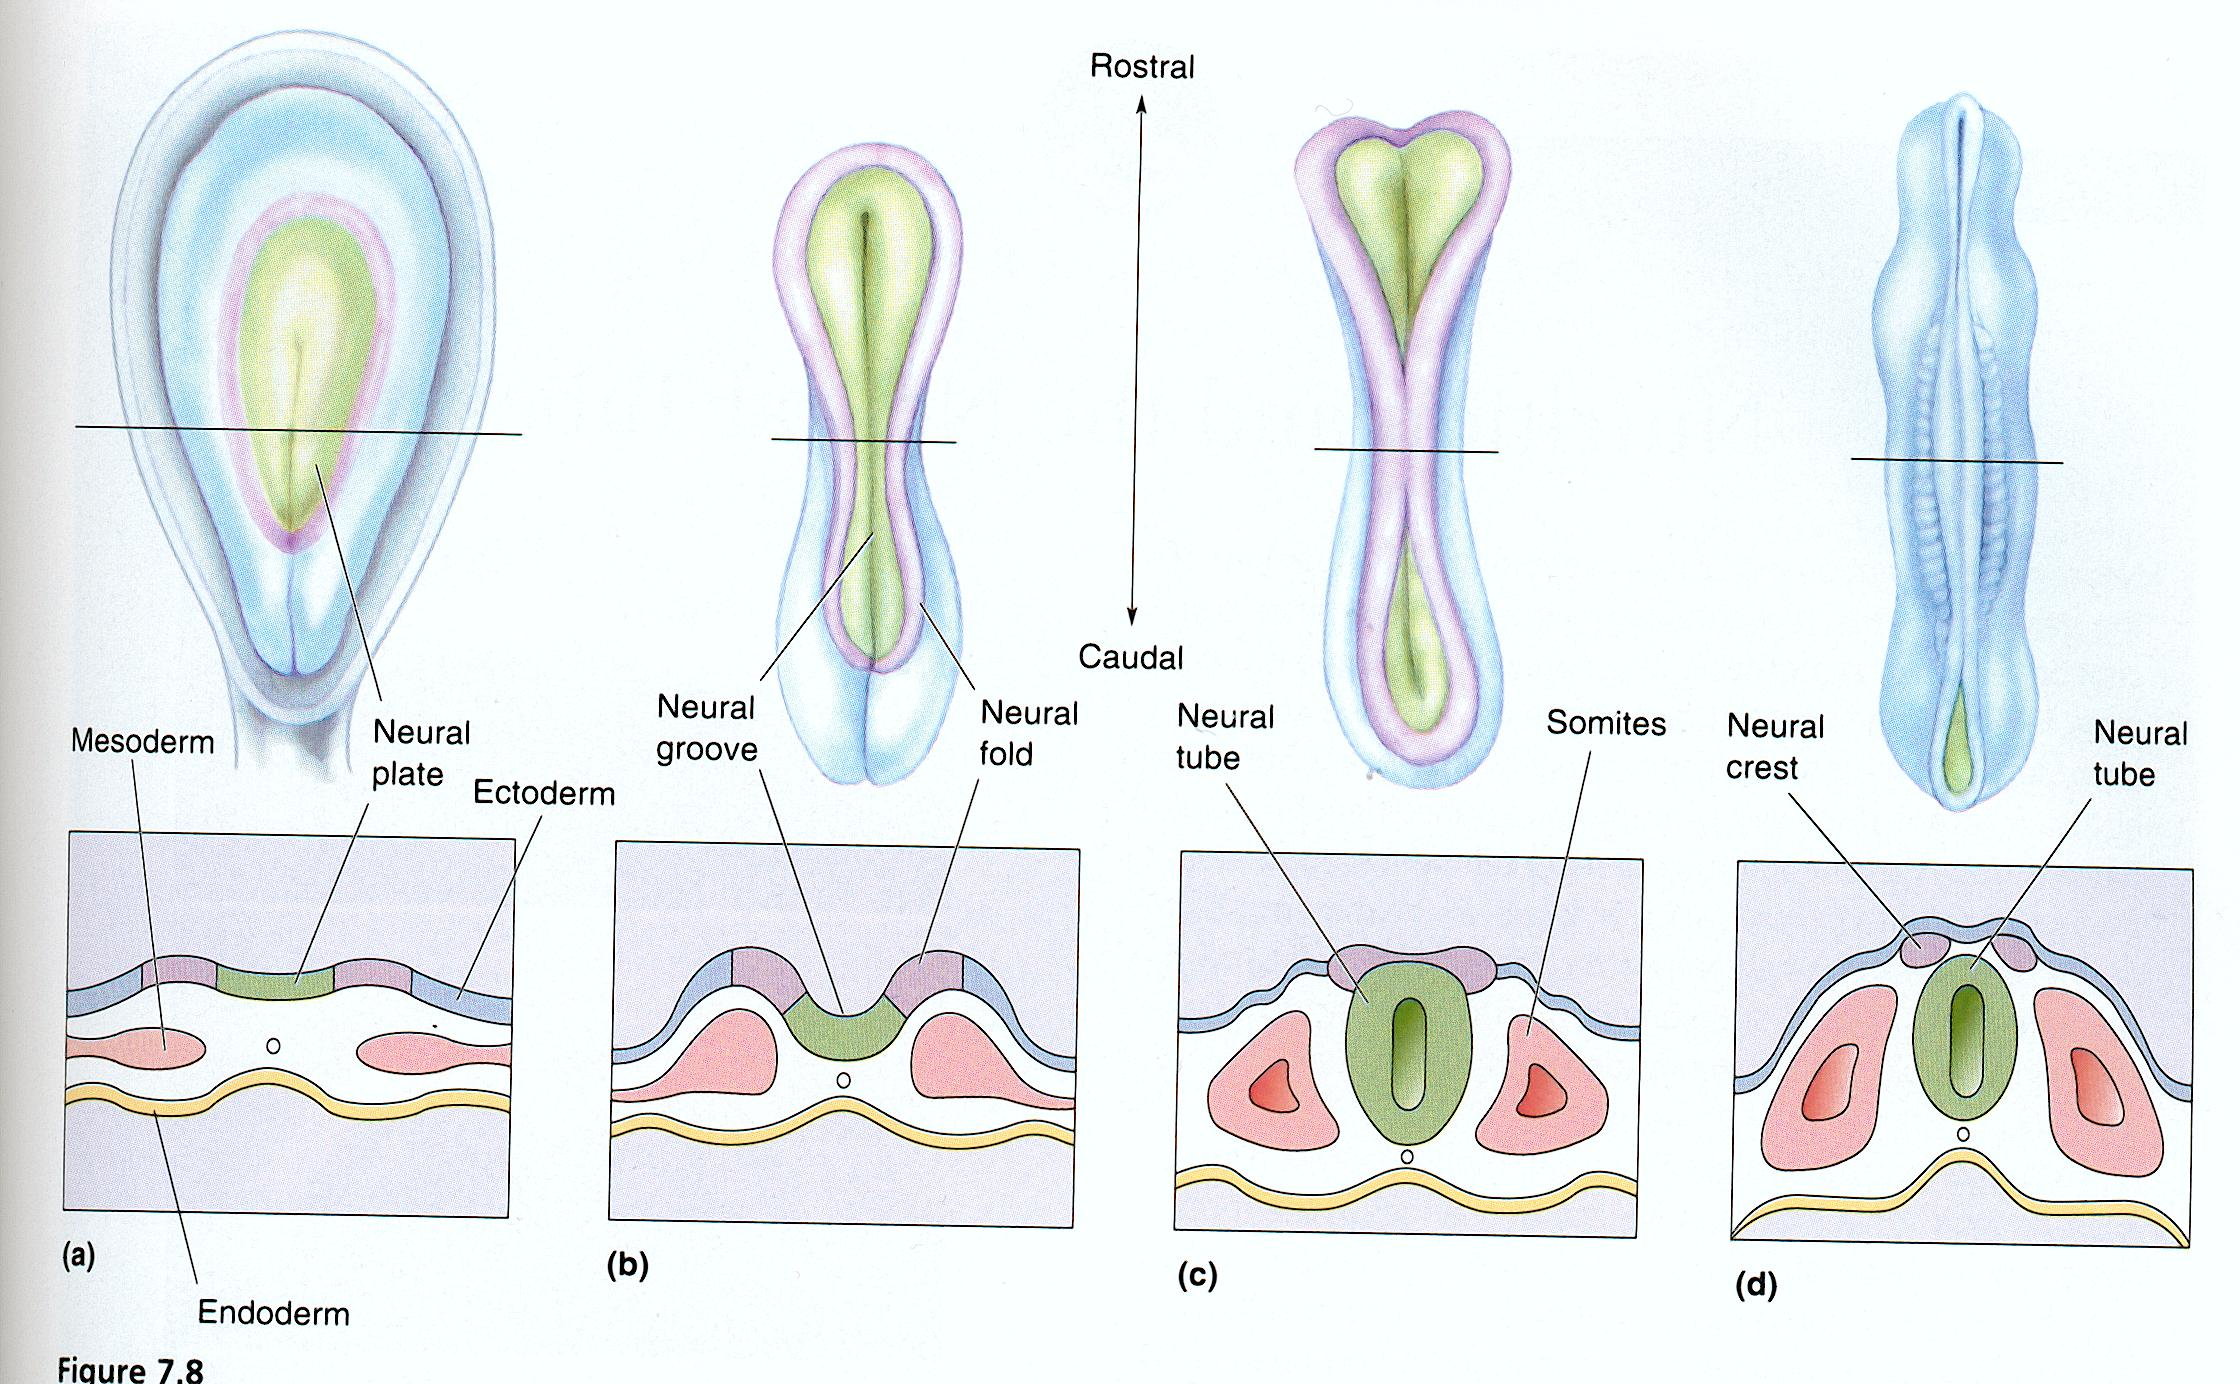 Rostral
Caudal
Mesoderm
Neural
plate
Ectoderm
Neural
groove
Neural
fold
Neural
tube
Somites
Neural
crest
Neural
tube
(a)
(b)
(c)
(d)
Endoderm
Figure 7.8